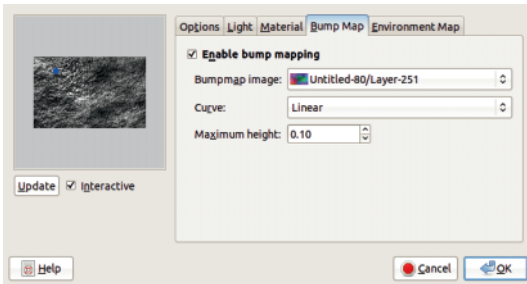 Options Light Material Bump Map Environment Map
Enable bump mapping
Bumpmap image: Untitled-80/Layer-251
Curve: Linear
Maximum height: 0.10
Update Interactive
Help Cancel OK